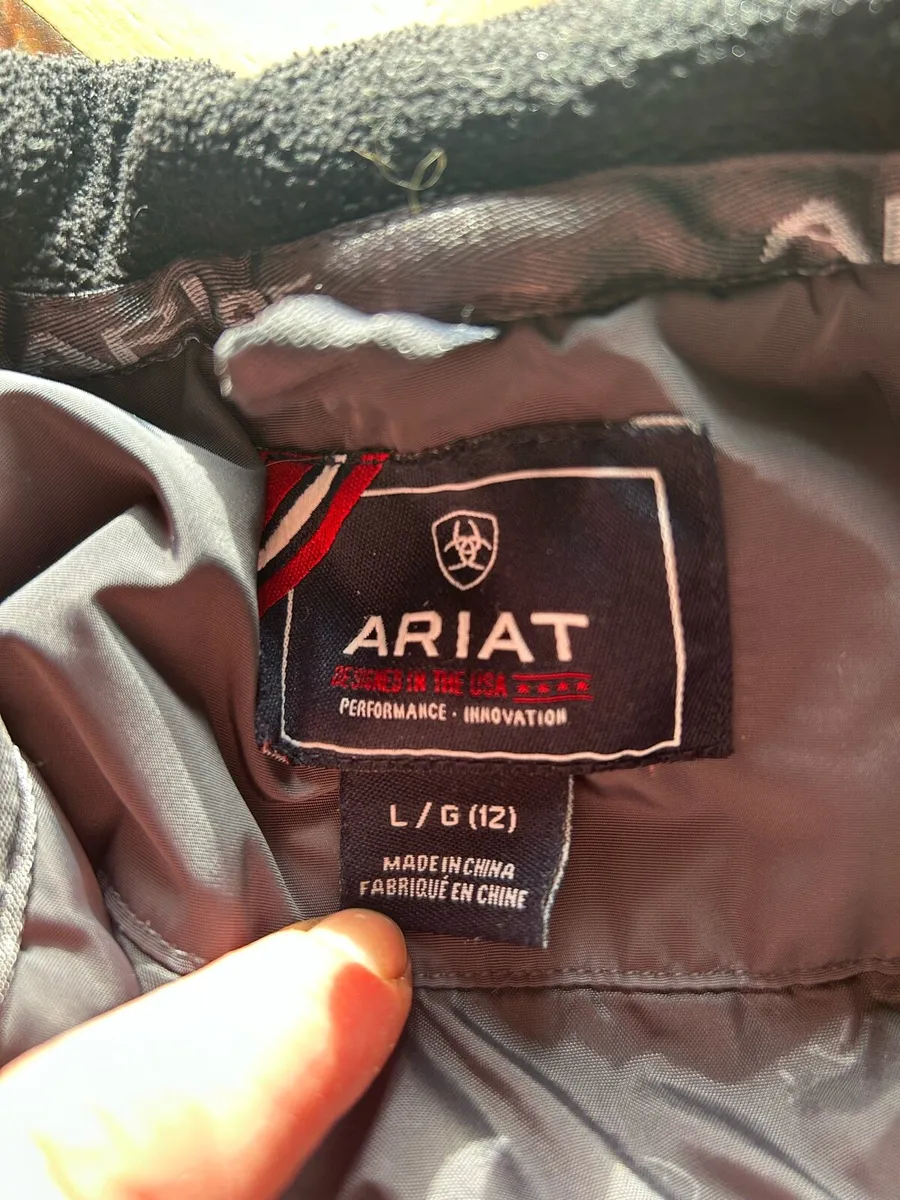 ARIAT
DESIGNED IN THE USA
PERFORMANCE · INNOVATION
L / G (12)
MADE IN CHINA
FABRIQUÉ EN CHINE